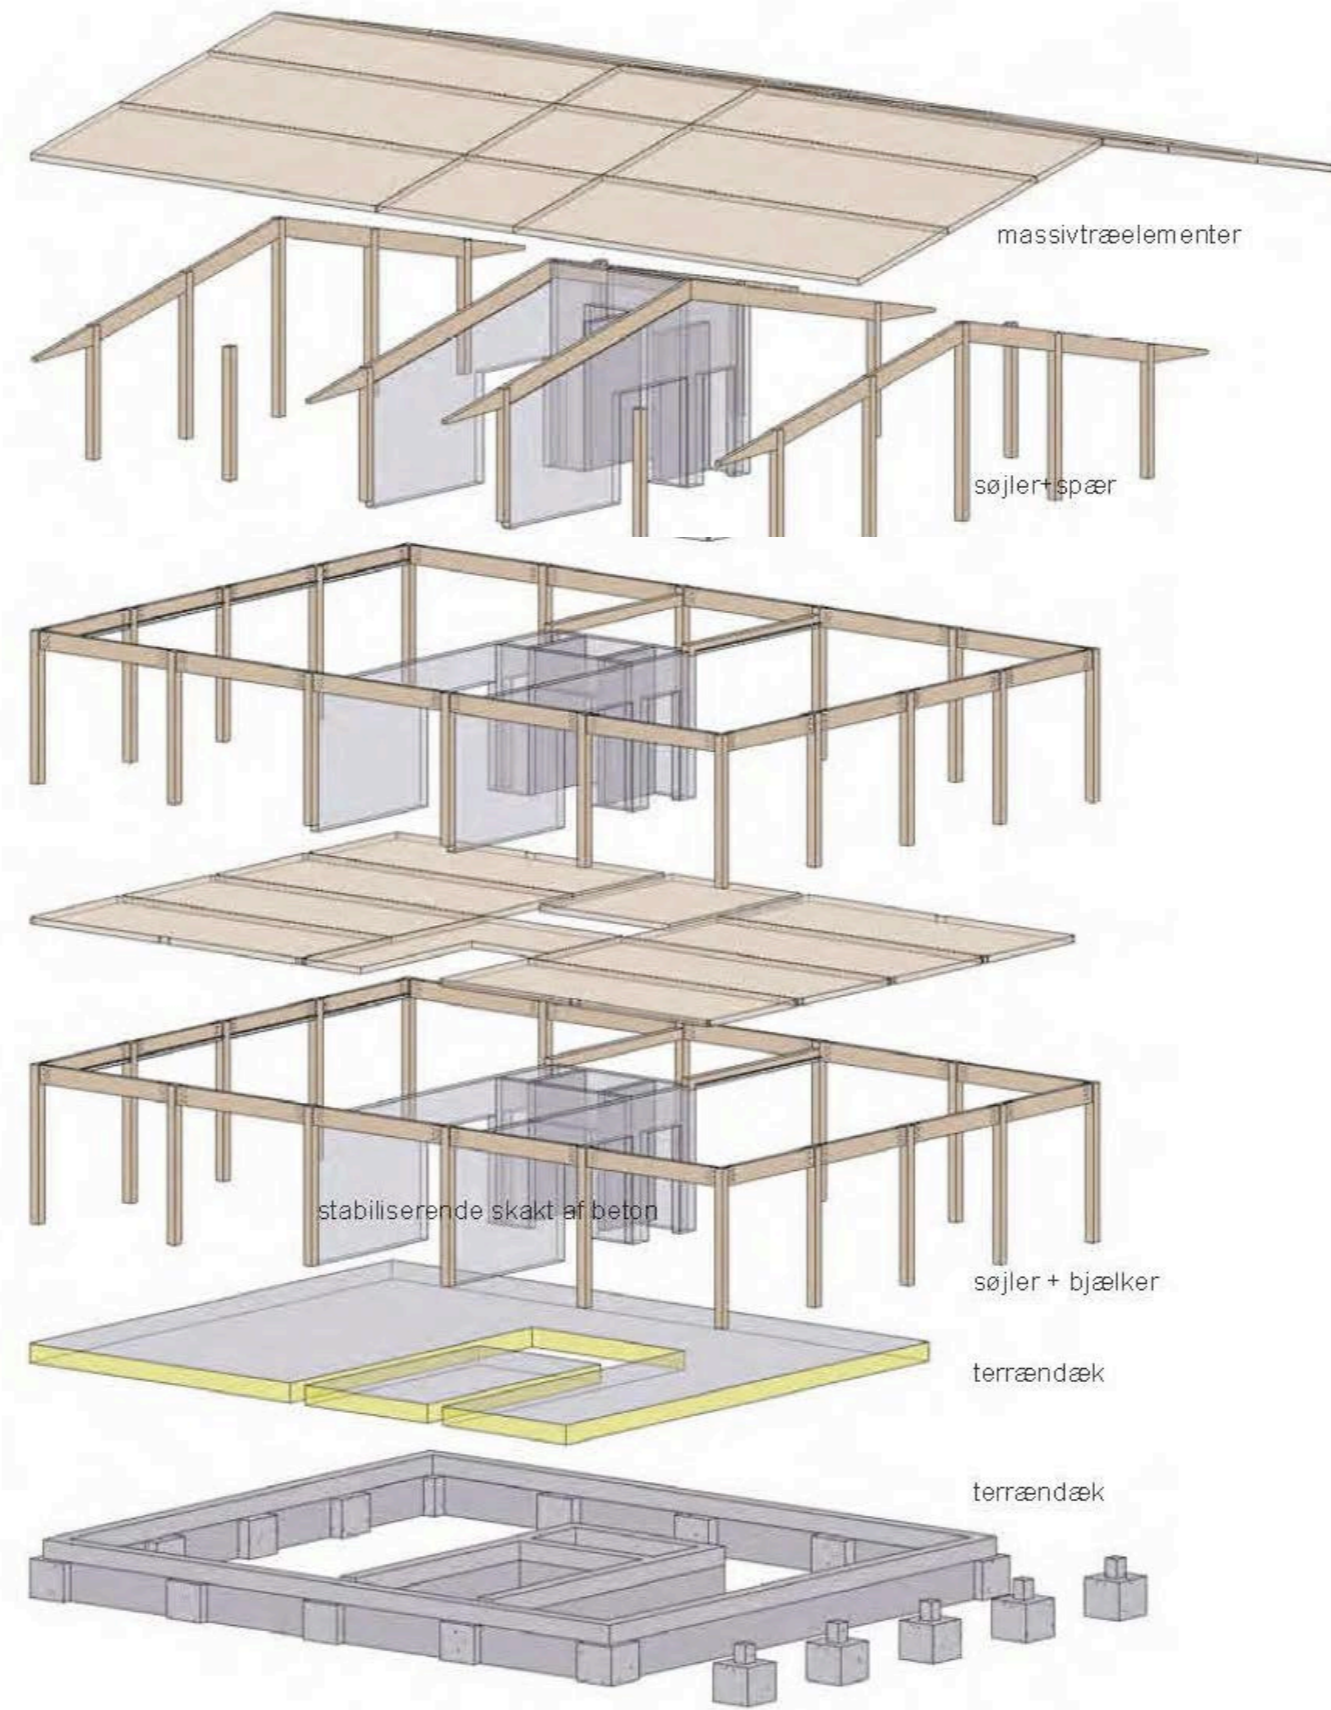 massivtræelementer
søjler+spær
stabiliserende skakt af beton
søjler + bjælker
terrændæk
terrændæk